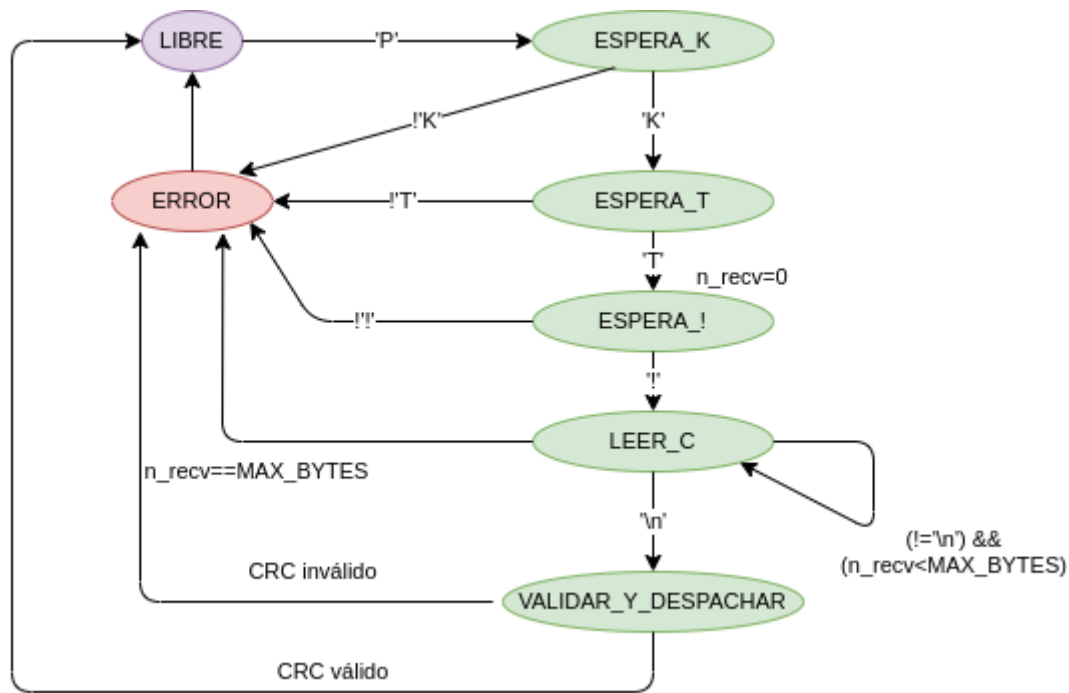 LIBRE
'P'
ESPERA_K
!'K'
'K'
ERROR
!'T'
ESPERA_T
'T'
n_recv=0
!'!'
ESPERA_!
'!'
LEER_C
n_recv==MAX_BYTES
'\n'
(!='\n') &&
(n_recv<MAX_BYTES)
CRC inválido
VALIDAR_Y_DESPACHAR
CRC válido